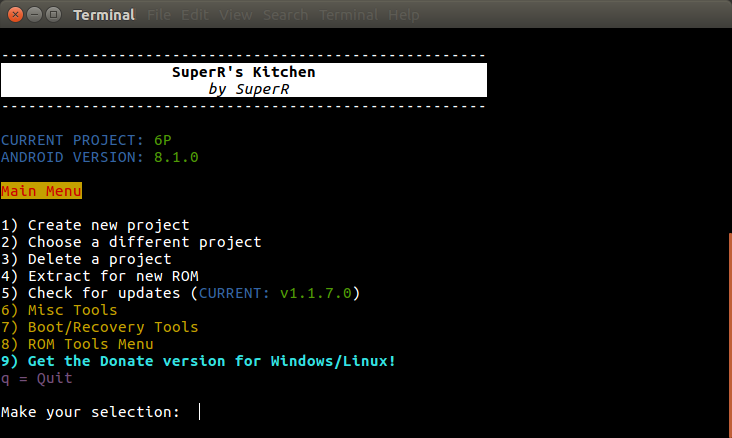 Terminal File Edit View Search Terminal Help
------------------------------------------------------
SuperR's Kitchen
by SuperR
------------------------------------------------------
CURRENT PROJECT: 6P
ANDROID VERSION: 8.1.0
Main Menu
1) Create new project
2) Choose a different project
3) Delete a project
4) Extract for new ROM
5) Check for updates (CURRENT: v1.1.7.0)
6) Misc Tools
7) Boot/Recovery Tools
8) ROM Tools Menu
9) Get the Donate version for Windows/Linux!
q = Quit
Make your selection: